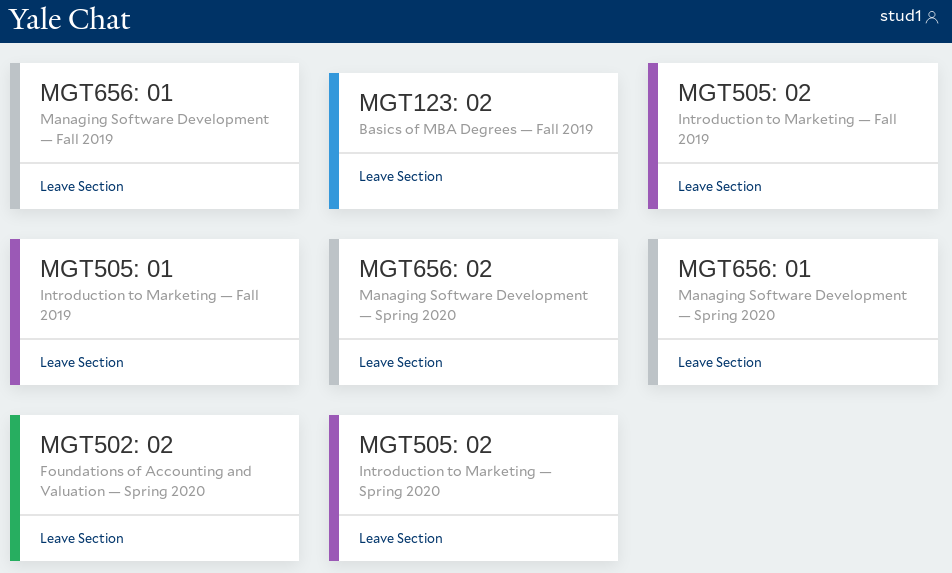 Yale Chat
stud1
MGT656: 01
Managing Software Development
— Fall 2019
Leave Section
MGT123: 02
Basics of MBA Degrees — Fall 2019
Leave Section
MGT505: 02
Introduction to Marketing — Fall
2019
Leave Section
MGT505: 01
Introduction to Marketing — Fall
2019
Leave Section
MGT656: 02
Managing Software Development
— Spring 2020
Leave Section
MGT656: 01
Managing Software Development
— Spring 2020
Leave Section
MGT502: 02
Foundations of Accounting and
Valuation — Spring 2020
Leave Section
MGT505: 02
Introduction to Marketing —
Spring 2020
Leave Section